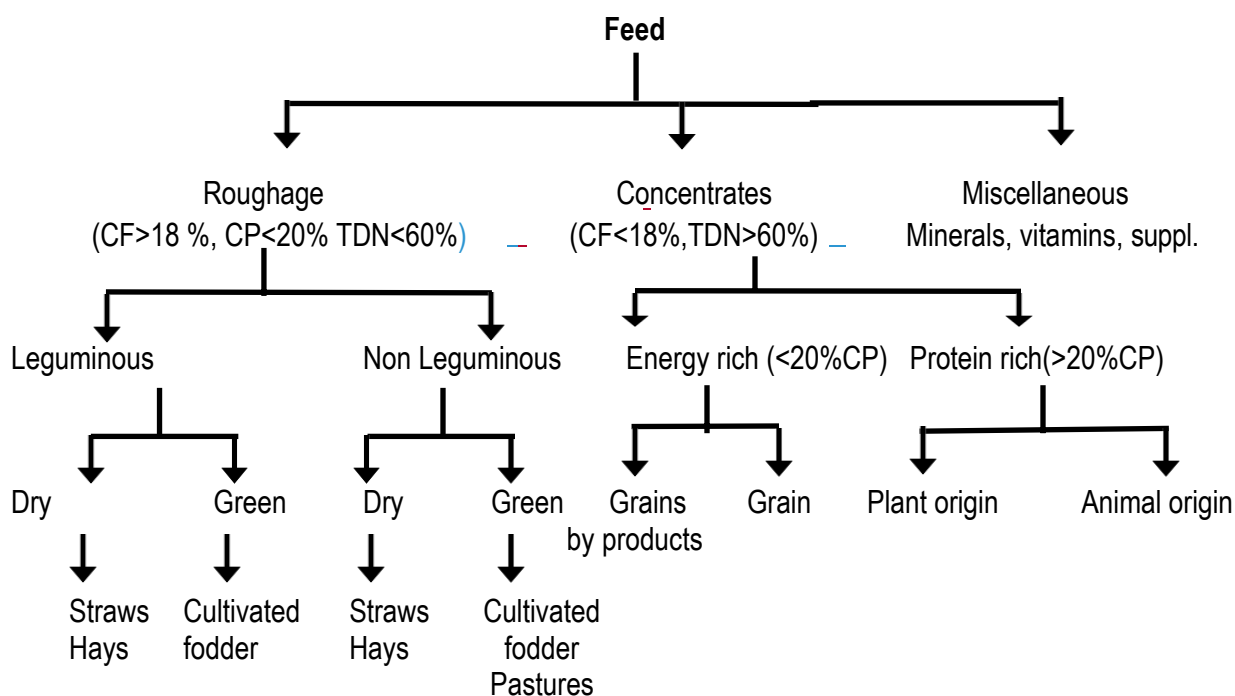 Feed
Roughage
(CF>18 %, CP<20% TDN<60%)
Concentrates
(CF<18%,TDN>60%)
Miscellaneous
Minerals, vitamins, suppl.
Leguminous
Non Leguminous
Energy rich (<20%CP)
Protein rich(>20%CP)
Dry
Green
Dry
Green
Grains
by products
Grain
Plant origin
Animal origin
Straws
Hays
Cultivated
fodder
Straws
Hays
Cultivated
fodder
Pastures